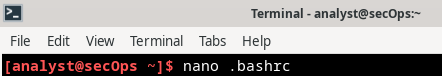 Terminal - analyst@secOps:~
File Edit View Terminal Tabs Help
[analyst@secOps ~]$ nano .bashrc